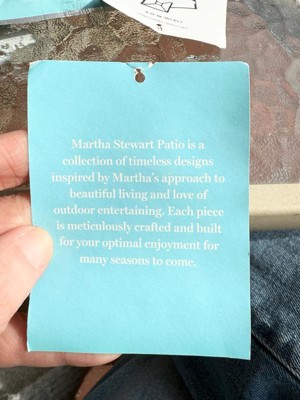 Martha Stewart Patio is a
collection of timeless designs
inspired by Martha's approach to
beautiful living and love of
outdoor entertaining. Each piece
is meticulously crafted and built
for your optimal enjoyment for
many seasons to come.